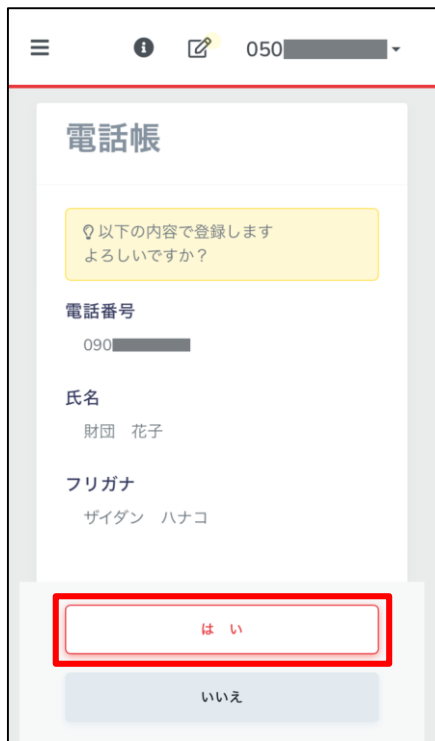 050
電話帳
以下の内容で登録します
よろしいですか？
電話番号
090
氏名
財団　花子
フリガナ
ザイダン　ハナコ
は　い
いいえ